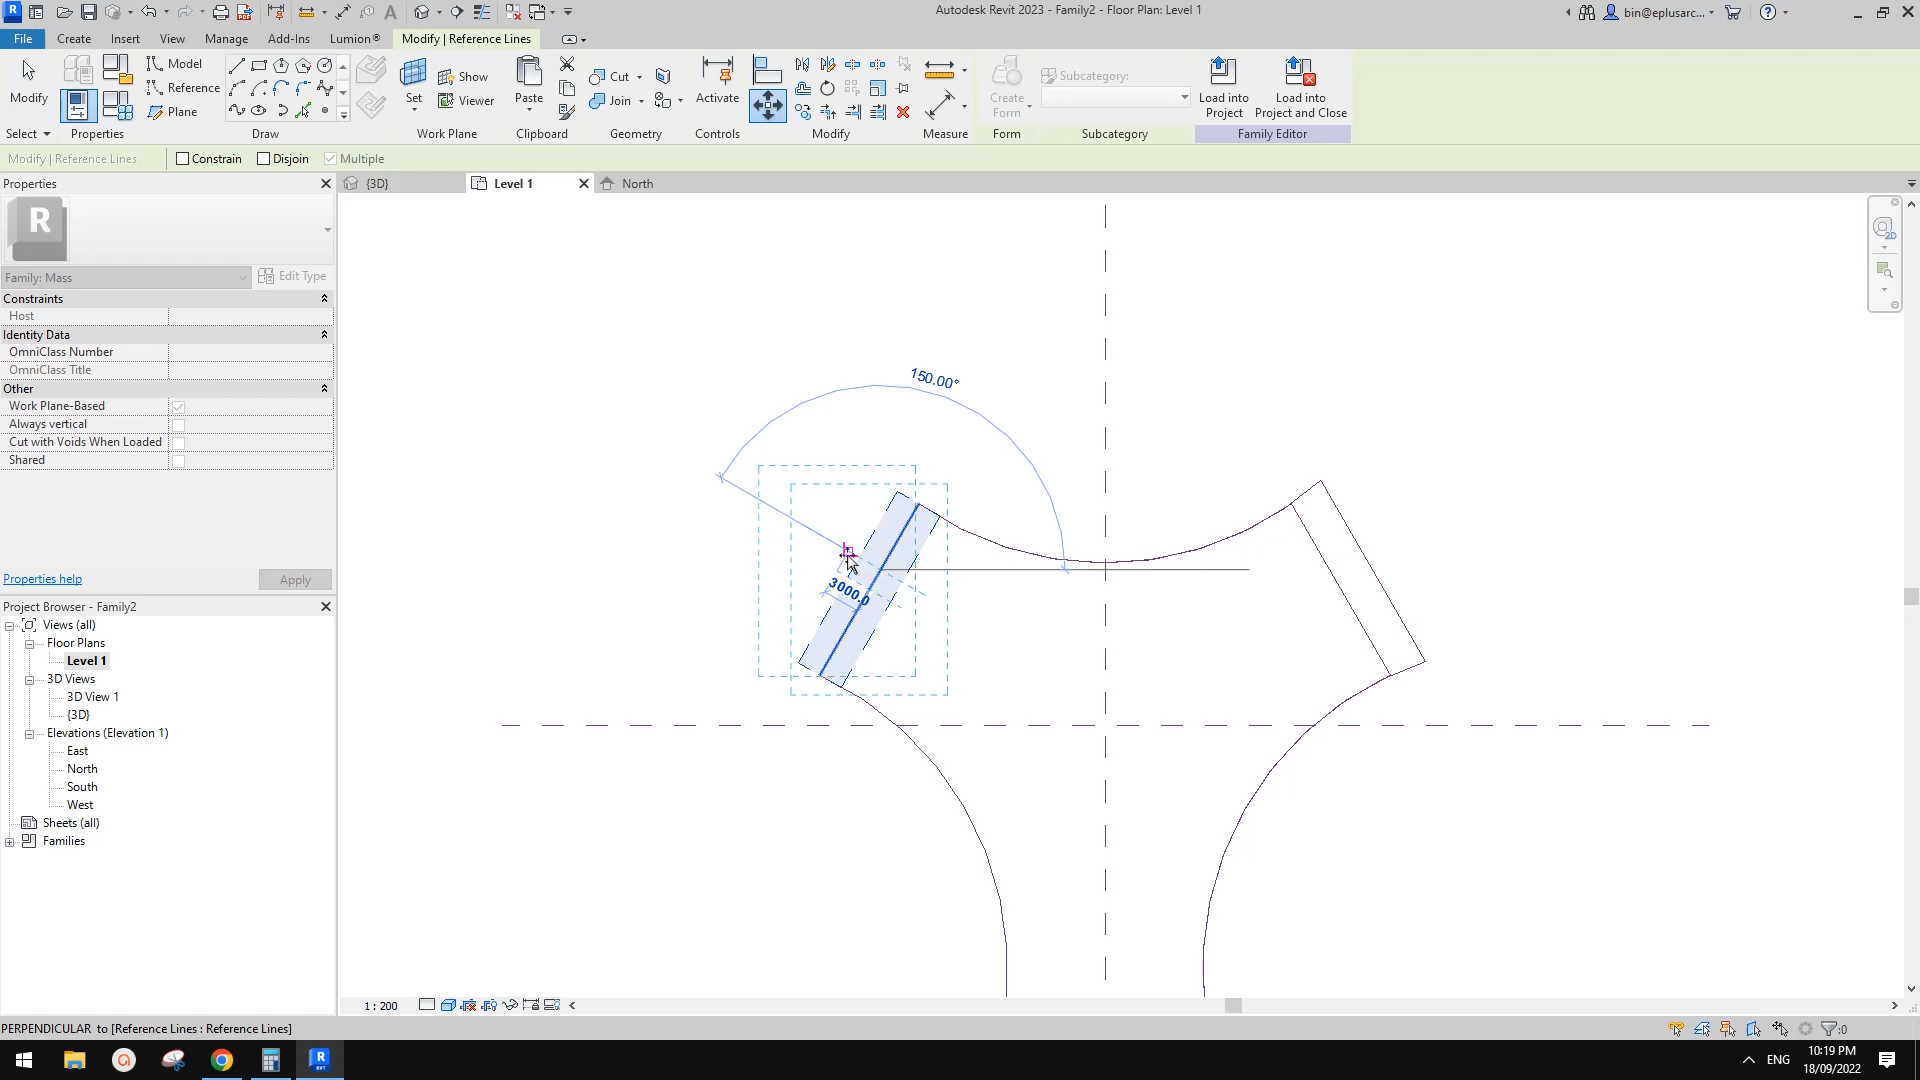 Autodesk Revit 2023 - Family2 - Floor Plan: Level 1
bin@eplusarc...
File
Create
Insert
View
Manage
Add-Ins
Lumion®
Modify | Reference Lines
Modify
Model
Reference
Plane
Set
Show
Viewer
Paste
Cut
Join
Activate
Create
Form
Subcategory:
Load into
Project
Load into
Project and Close
Select
Properties
Draw
Work Plane
Clipboard
Geometry
Controls
Modify
Measure
Form
Subcategory
Family Editor
Modify | Reference Lines
Constrain
Disjoin
Multiple
Properties
{3D}
Level 1
North
R
Family: Mass
Edit Type
Constraints
Host
Identity Data
OmniClass Number
OmniClass Title
Other
Work Plane-Based
Always vertical
Cut with Voids When Loaded
Shared
Properties help
Apply
Project Browser - Family2
Views (all)
Floor Plans
Level 1
3D Views
3D View 1
{3D}
Elevations (Elevation 1)
East
North
South
West
Sheets (all)
Families
150.00°
3000.0
2D
1 : 200
PERPENDICULAR to [Reference Lines : Reference Lines]
:0
ENG
10:19 PM
18/09/2022